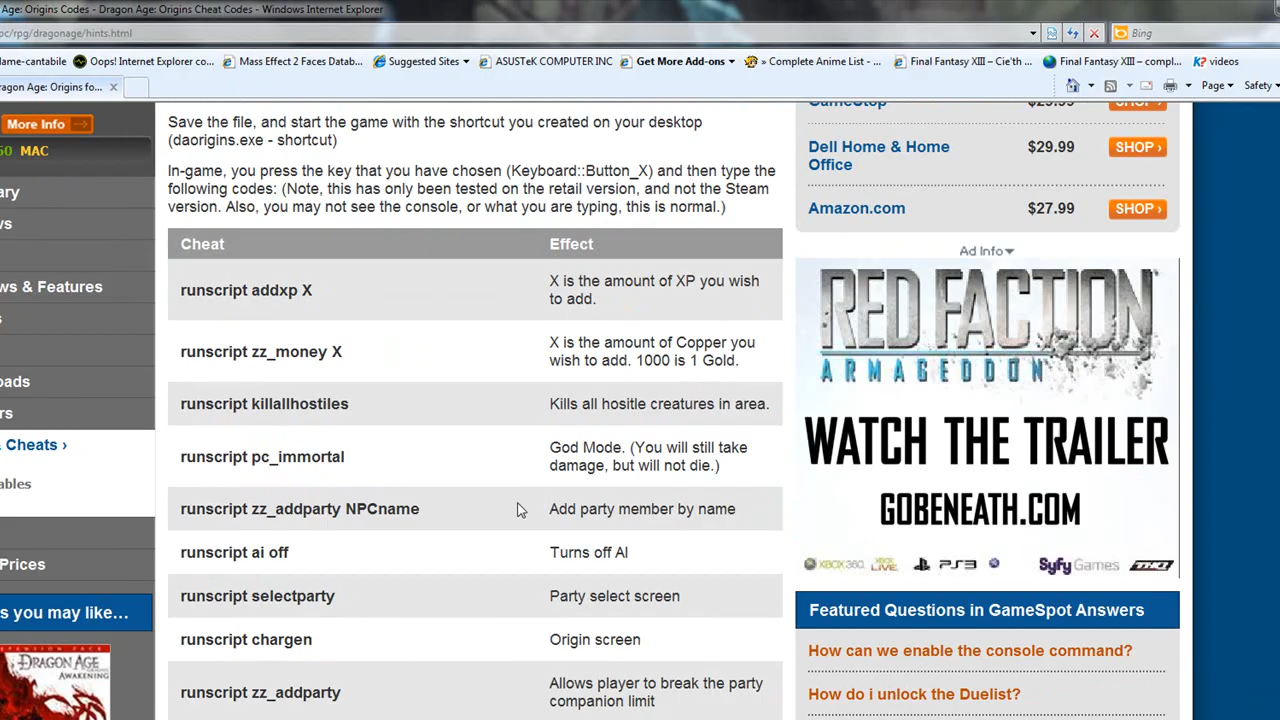 Age: Origins Codes - Dragon Age: Origins Cheat Codes - Windows Internet Explorer
pc/rpg/dragonage/hints.html
Bing
dame-cantabile
Oops! Internet Explorer co...
Mass Effect 2 Faces Datab...
Suggested Sites
ASUSTeK COMPUTER INC
Get More Add-ons
» Complete Anime List - ...
Final Fantasy XIII – Cie'th ...
Final Fantasy XIII – compl...
K? videos
ragon Age: Origins fo...
x
Page
Safety
More Info
60 MAC
ary
ws
ws & Features
s
oads
rs
& Cheats ›
ables
Prices
s you may like...
EXPANSION PACK
DRAGON AGE
AWAKENING
Save the file, and start the game with the shortcut you created on your desktop
(daorigins.exe - shortcut)
In-game, you press the key that you have chosen (Keyboard::Button_X) and then type the
following codes: (Note, this has only been tested on the retail version, and not the Steam
version. Also, you may not see the console, or what you are typing, this is normal.)
Cheat Effect
runscript addxp X X is the amount of XP you wish
to add.
runscript zz_money X X is the amount of Copper you
wish to add. 1000 is 1 Gold.
runscript killallhostiles Kills all hositle creatures in area.
runscript pc_immortal God Mode. (You will still take
damage, but will not die.)
runscript zz_addparty NPCname Add party member by name
runscript ai off Turns off AI
runscript selectparty Party select screen
runscript chargen Origin screen
runscript zz_addparty Allows player to break the party
companion limit
GameStop $29.99 SHOP ›
Dell Home & Home
Office $29.99 SHOP ›
Amazon.com $27.99 SHOP ›
Ad Info
RED FACTION
ARMAGEDDON
WATCH THE TRAILER
GOBENEATH.COM
XBOX 360 XBOX LIVE PS3 Syfy Games THQ
Featured Questions in GameSpot Answers
How can we enable the console command?
How do i unlock the Duelist?